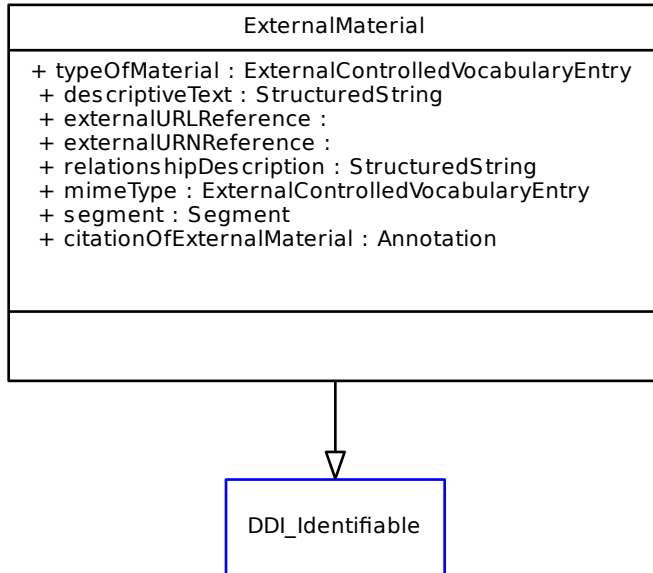 ExternalMaterial
+ typeOfMaterial : ExternalControlledVocabularyEntry
+ descriptiveText : StructuredString
+ externalURLReference :
+ externalURNReference :
+ relationshipDescription : StructuredString
+ mimeType : ExternalControlledVocabularyEntry
+ segment : Segment
+ citationOfExternalMaterial : Annotation
DDI_Identifiable